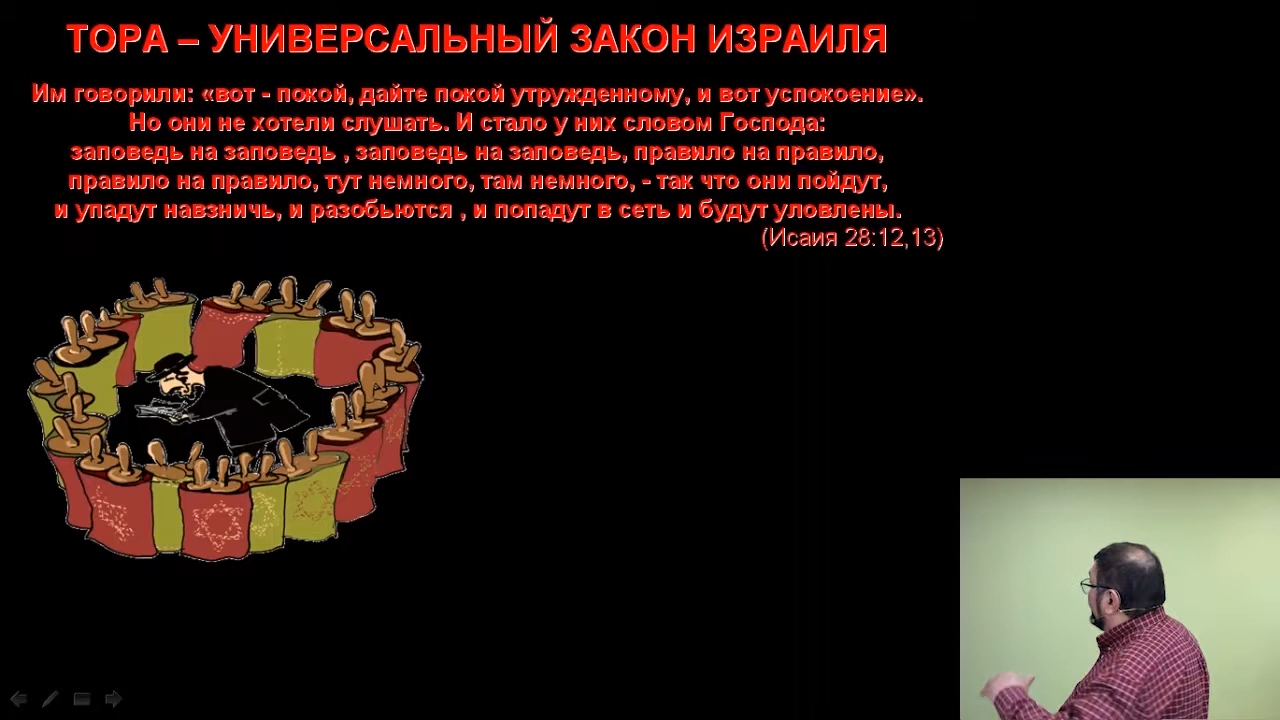 ТОРА – УНИВЕРСАЛЬНЫЙ ЗАКОН ИЗРАИЛЯ
Им говорили: «вот - покой, дайте покой утружденному, и вот успокоение».
Но они не хотели слушать. И стало у них словом Господа:
заповедь на заповедь , заповедь на заповедь, правило на правило,
правило на правило, тут немного, там немного, - так что они пойдут,
и упадут навзничь, и разобьются , и попадут в сеть и будут уловлены.
(Исаия 28:12,13)